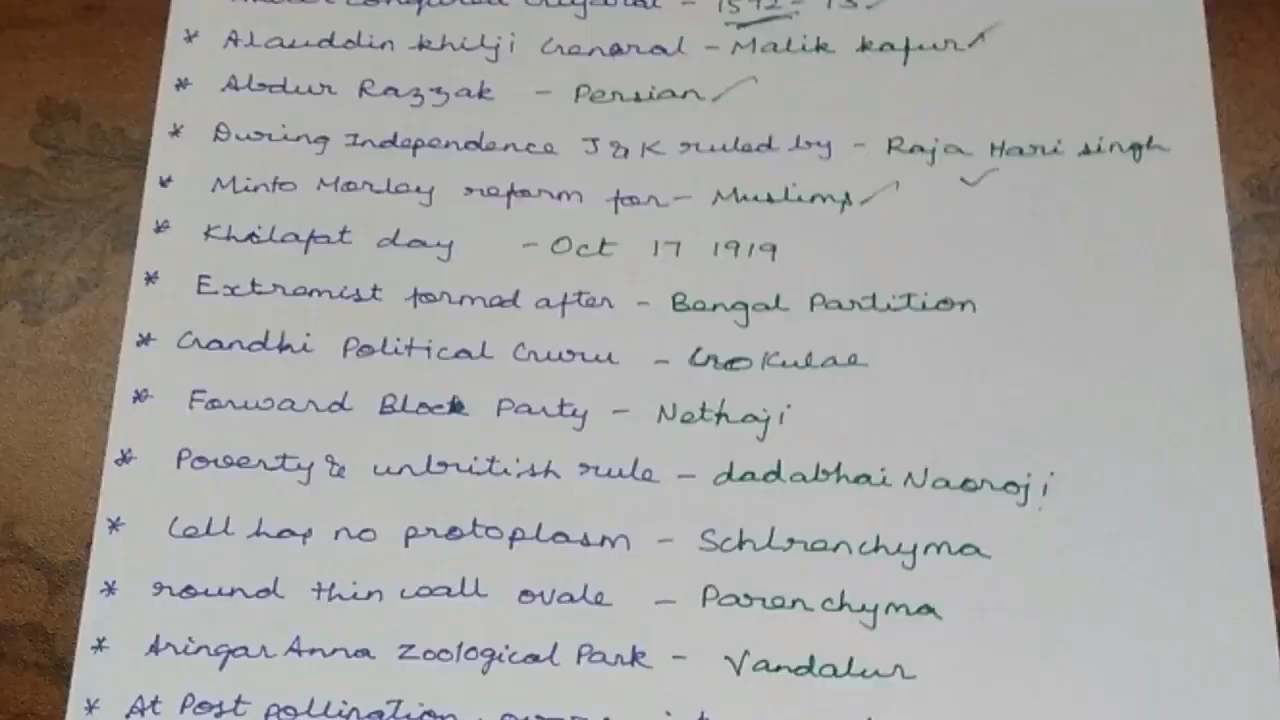 * Alauddin khilji General - Malik kafur
* Abdur Razzak - Persian
* During Independence J & K ruled by - Raja Hari singh
* Minto Morley reform for - Muslims
* Khilafat day - Oct 17 1919
* Extremist formed after - Bengal Partition
* Gandhi Political Guru - Gokulae
* Forward Block Party - Nethaji
* Poverty & unbritish rule - dadabhai Naoroji
* Cell has no protoplasm - Schlrenchyma
* round thin wall ovale - Parenchyma
* Aringar Anna Zoological Park - Vandalur
* At Post pollination